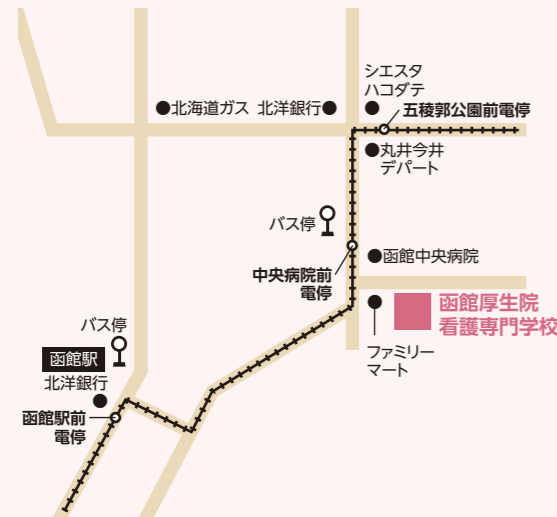 シエスタ
ハコダテ
●北海道ガス 北洋銀行●
五稜郭公園前電停
●丸井今井
デパート
バス停
●函館中央病院
中央病院前
電停
函館厚生院
看護専門学校
ファミリー
マート
バス停
函館駅
北洋銀行
函館駅前
電停